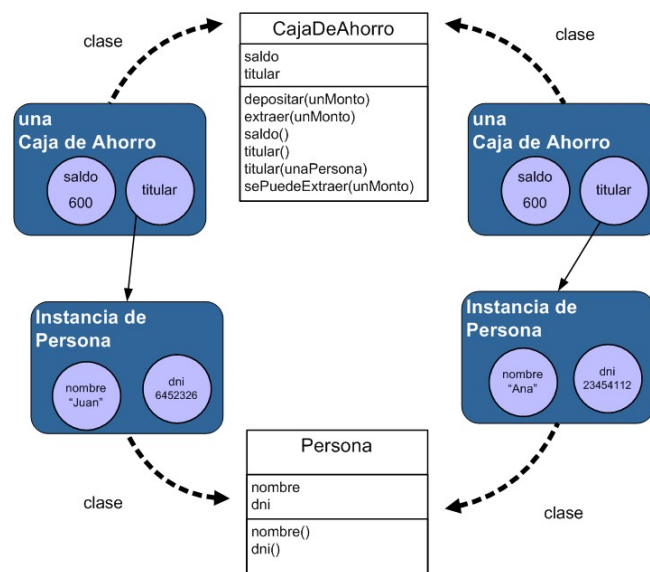 clase
CajaDeAhorro
clase
saldo
titular
depositar(unMonto)
extraer(unMonto)
saldo()
titular()
titular(unaPersona)
sePuedeExtraer(unMonto)
una
Caja de Ahorro
saldo
600
titular
una
Caja de Ahorro
saldo
600
titular
Instancia de
Persona
nombre
“Juan”
dni
6452326
Instancia de
Persona
nombre
“Ana”
dni
23454112
clase
Persona
nombre
dni
nombre()
dni()
clase